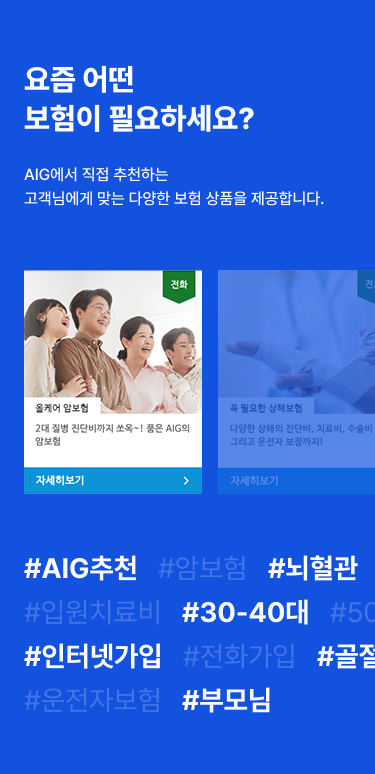 요즘 어떤
보험이 필요하세요?
AIG에서 직접 추천하는
고객님에게 맞는 다양한 보험 상품을 제공합니다.
전화
올케어 암보험
2대 질병 진단비까지 쏘옥~! 품은 AIG의
암보험
자세히보기
꼭 필요한 상해보험
다양한 상해의 진단비, 치료비, 수술비
그리고 운전자 보장까지!
자세히보기
#AIG추천 #암보험 #뇌혈관
#입원치료비 #30-40대 #50
#인터넷가입 #전화가입 #골절
#운전자보험 #부모님